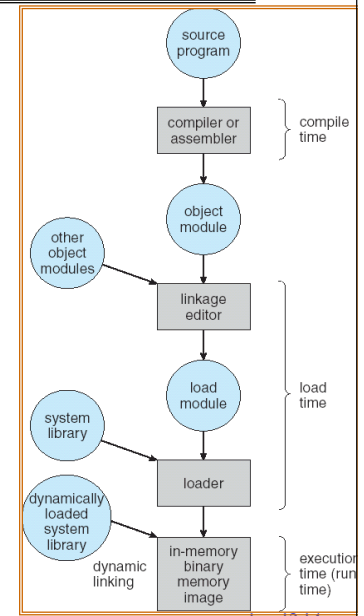 source
program
compiler or
assembler
compile
time
object
module
other
object
modules
linkage
editor
load
module
load
time
system
library
loader
dynamically
loaded
system
library
dynamic
linking
in-memory
binary
memory
image
execution
time (run
time)